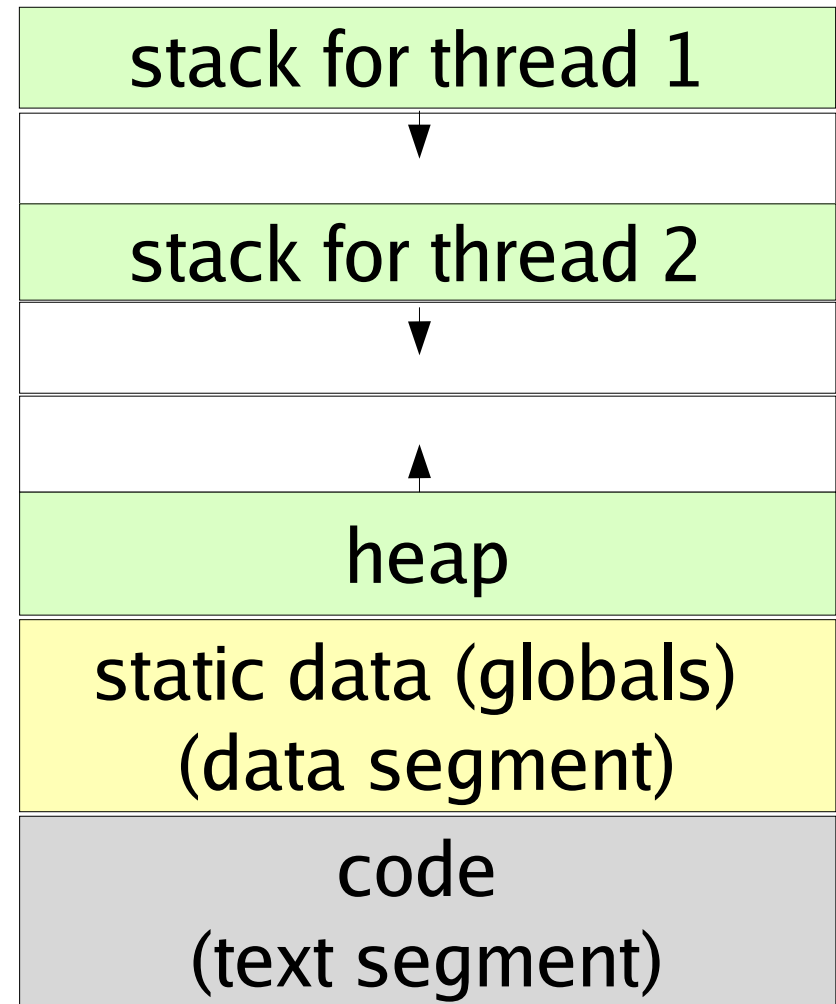 stack for thread 1
stack for thread 2
heap
static data (globals)
(data segment)
code
(text segment)